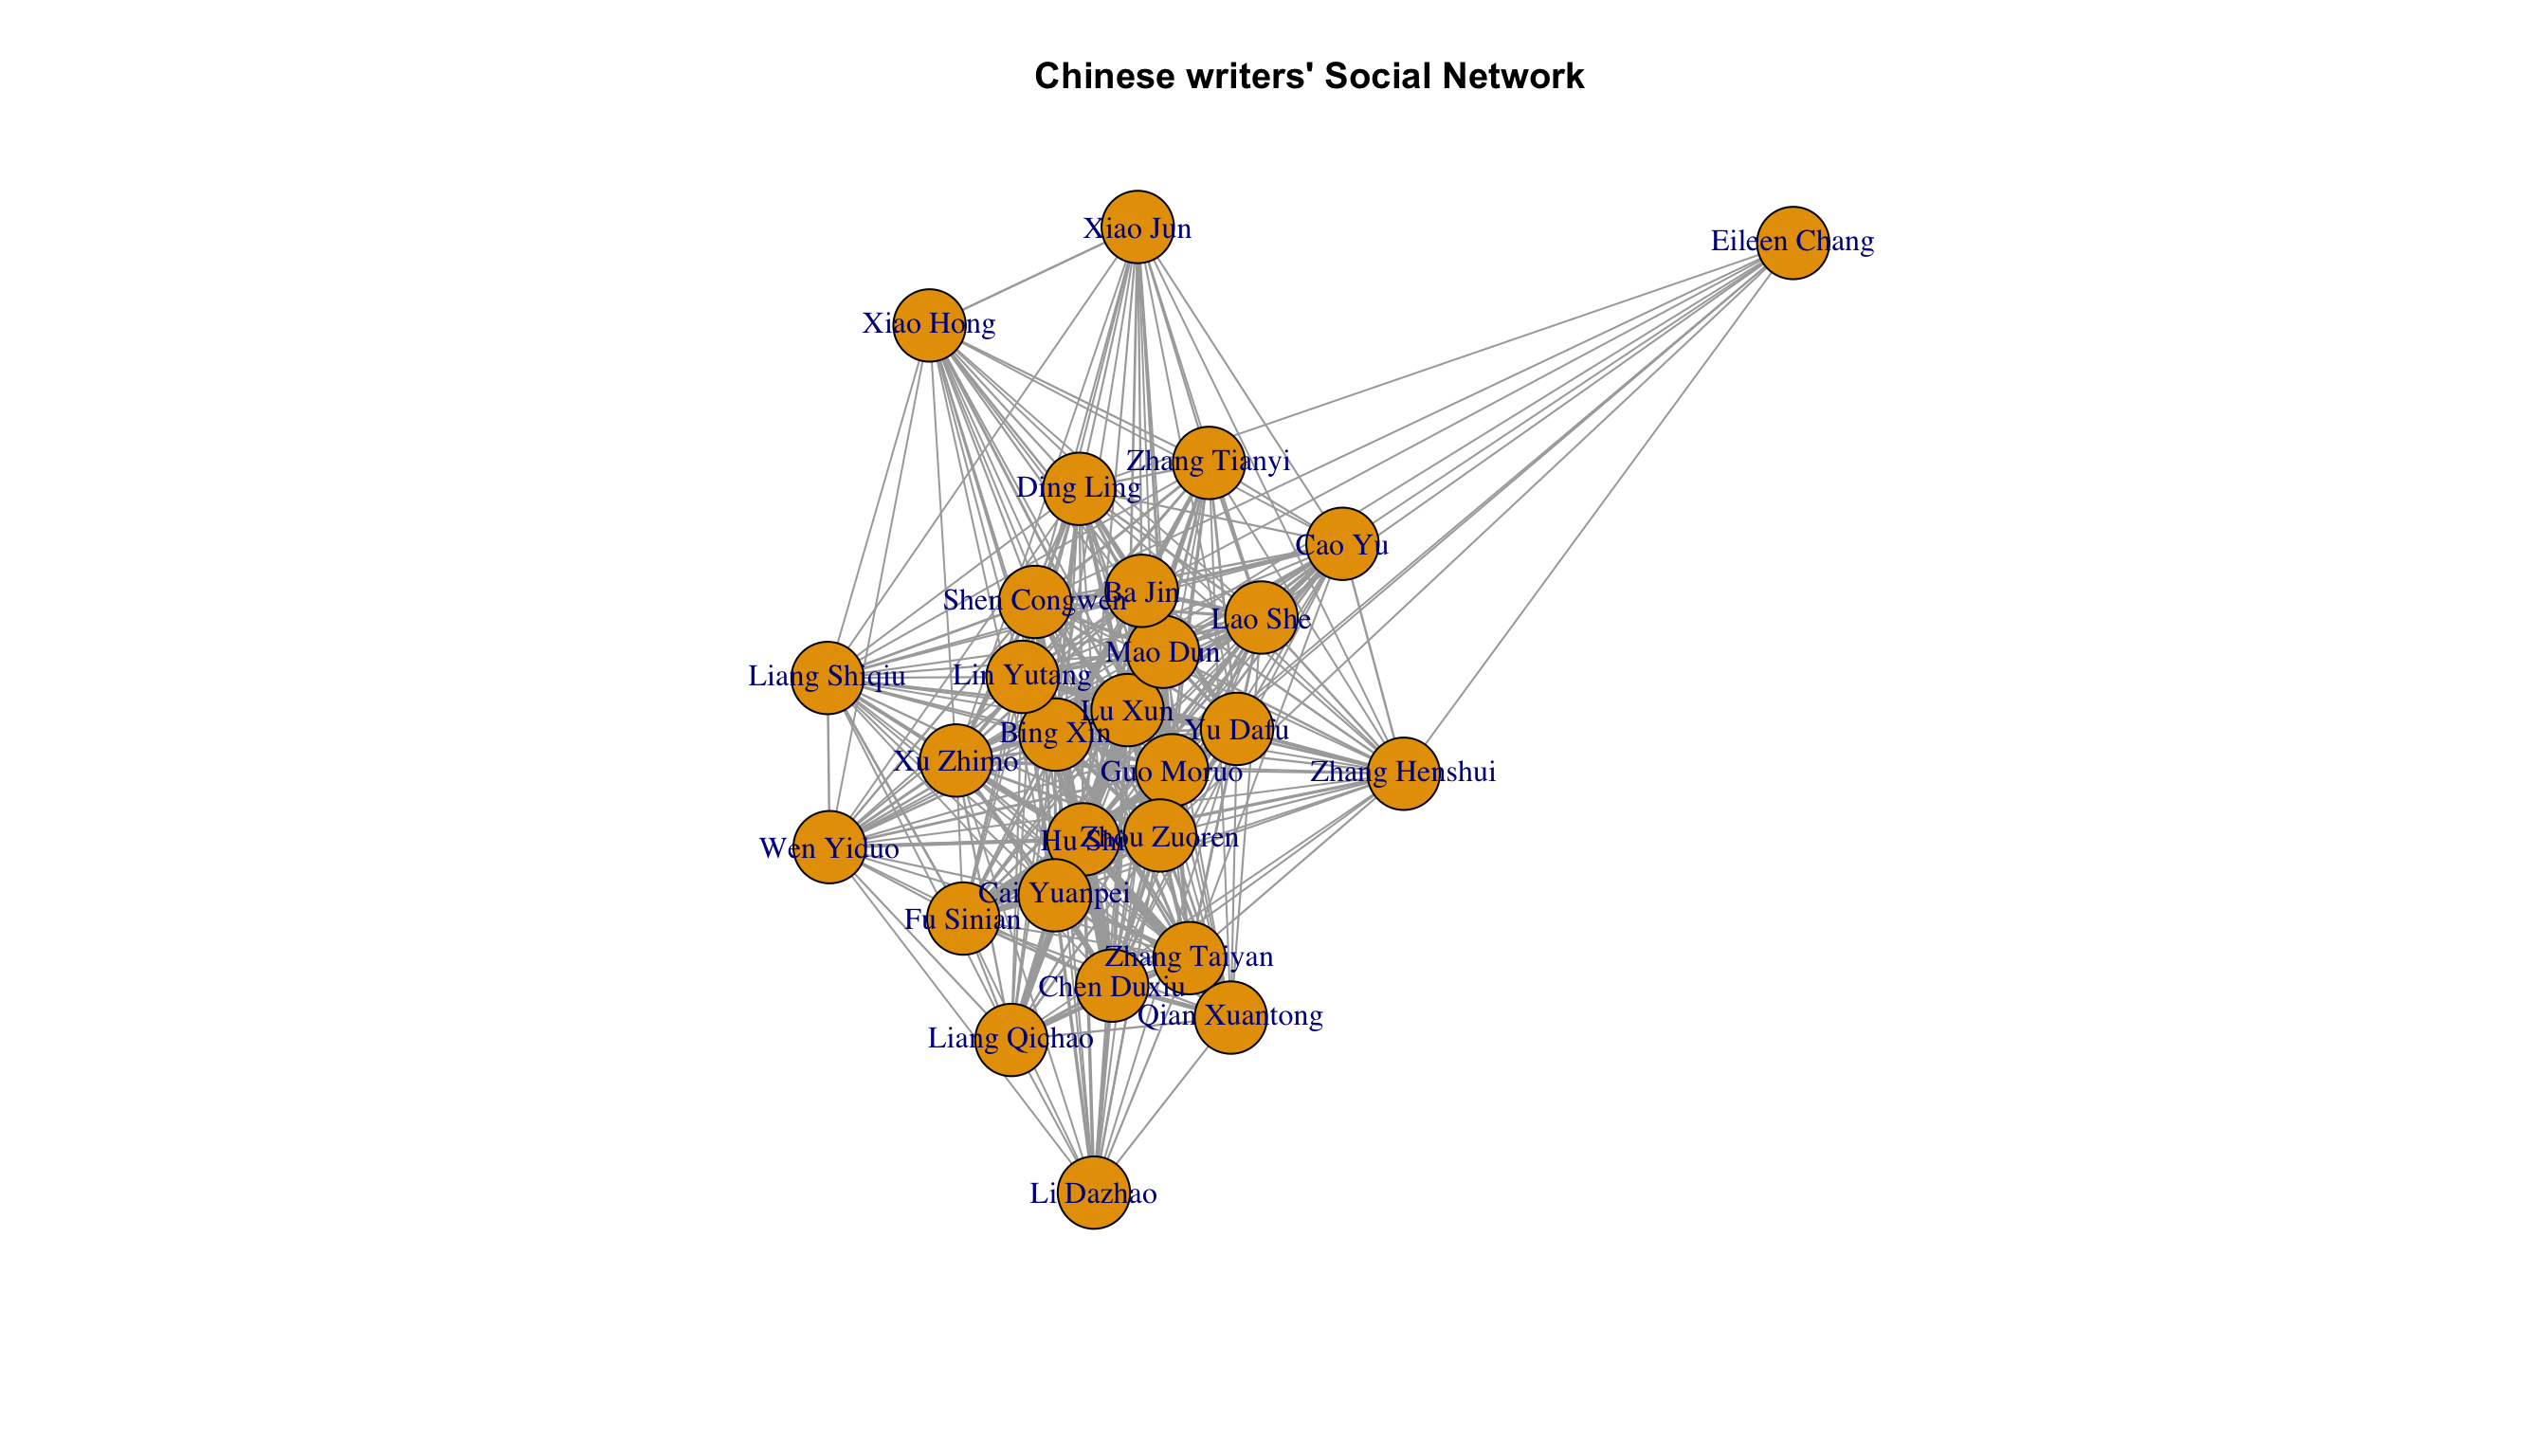 Chinese writers' Social Network
Xiao Jun
Eileen Chang
Xiao Hong
Zhang Tianyi
Ding Ling
Cao Yu
Ba Jin
Shen Congwen
Lao She
Mao Dun
Liang Shiqiu
Lin Yutang
Lu Xun
Yu Dafu
Bing Xin
Xu Zhimo
Guo Moruo
Zhang Henshui
Hu Shi
Zhou Zuoren
Wen Yiduo
Cai Yuanpei
Fu Sinian
Zhang Taiyan
Chen Duxiu
Qian Xuantong
Liang Qichao
Li Dazhao